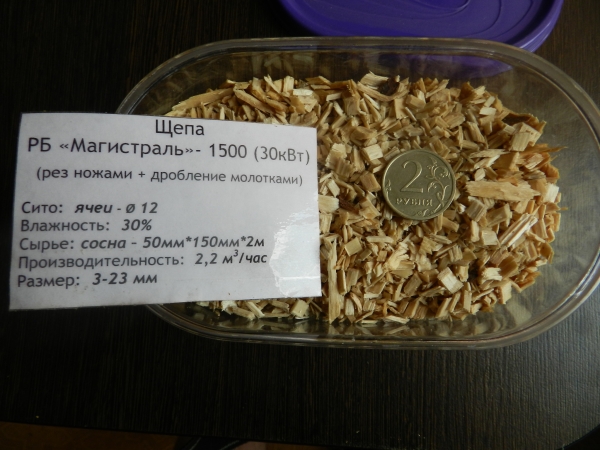 Щепа
РБ «Магистраль»- 1500 (30кВт)
(рез ножами + дробление молотками)
Сито: ячеи - ø 12
Влажность: 30%
Сырье: сосна - 50мм*150мм*2м
Производительность: 2,2 м³/час
Размер: 3-23 мм
2
РУБЛЯ